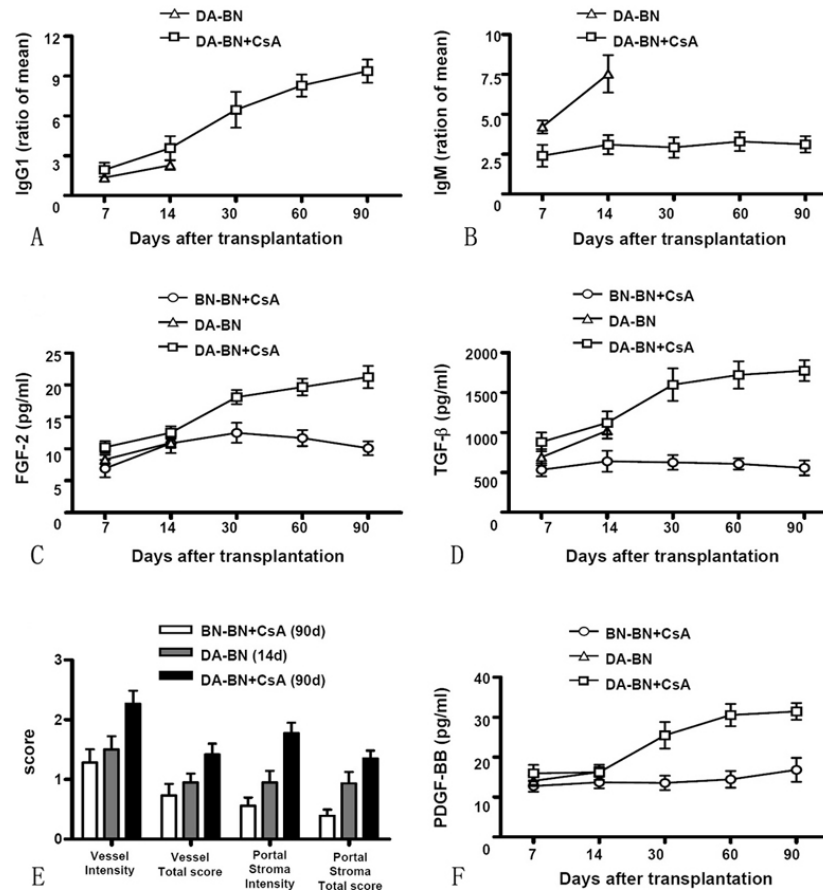 DA-BN
DA-BN+CsA
IgG1 (ratio of mean)
12
9
6
3
0
7 14 30 60 90
Days after transplantation
A
DA-BN
DA-BN+CsA
IgM (ration of mean)
10.0
7.5
5.0
2.5
0
7 14 30 60 90
Days after transplantation
B
BN-BN+CsA
DA-BN
DA-BN+CsA
FGF-2 (pg/ml)
25
20
15
10
5
0
7 14 30 60 90
Days after transplantation
C
BN-BN+CsA
DA-BN
DA-BN+CsA
TGF-β (pg/ml)
2000
1500
1000
500
0
7 14 30 60 90
Days after transplantation
D
BN-BN+CsA (90d)
DA-BN (14d)
DA-BN+CsA (90d)
score
3
2
1
0
Vessel
Intensity
Vessel
Total score
Portal
Stroma
Intensity
Portal
Stroma
Total score
E
BN-BN+CsA
DA-BN
DA-BN+CsA
PDGF-BB (pg/ml)
40
30
20
10
0
7 14 30 60 90
Days after transplantation
F